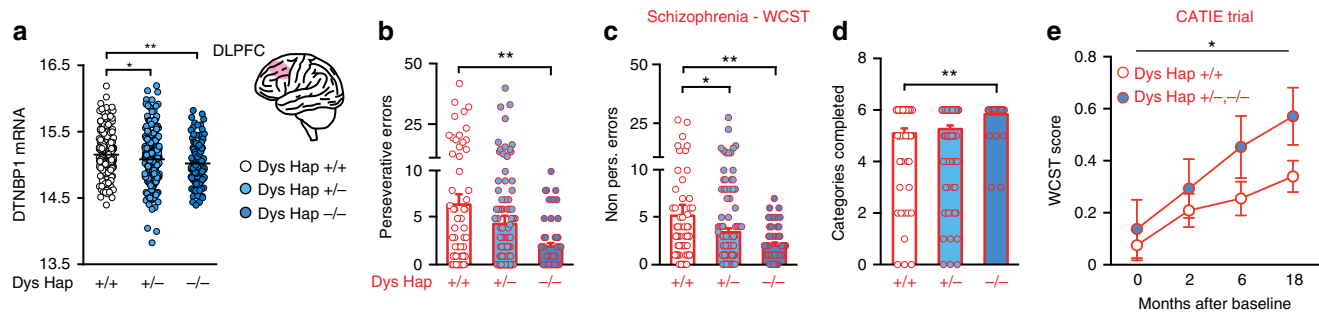 Schizophrenia - WCST
CATIE trial
a
DLPFC
DTNBP1 mRNA
16.5
15.5
14.5
13.5
*
**
Dys Hap +/+
Dys Hap +/–
Dys Hap –/–
Dys Hap
+/+
+/–
–/–
b
Perseverative errors
50
25
10
5
0
**
Dys Hap
+/+
+/–
–/–
c
Non pers. errors
50
25
10
5
0
**
*
+/+
+/–
–/–
d
Categories completed
8
6
4
2
0
**
+/+
+/–
–/–
e
WCST score
0.8
0.6
0.4
0.2
0
*
Dys Hap +/+
Dys Hap +/–,–/–
0
2
6
18
Months after baseline